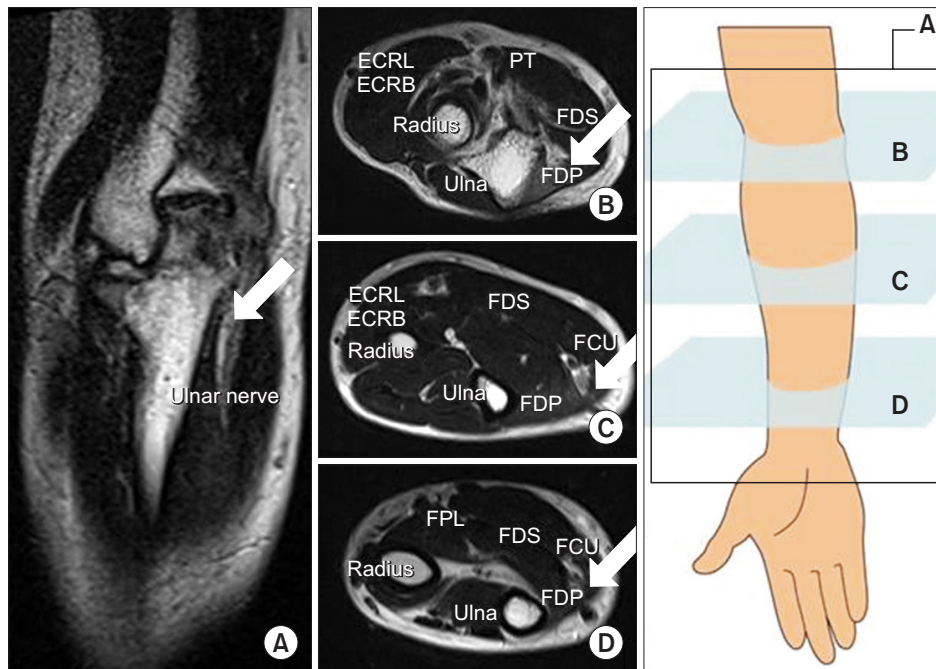 Ulnar nerve
A
ECRL
ECRB
PT
Radius
FDS
Ulna
FDP
B
ECRL
ECRB
FDS
Radius
FCU
Ulna
FDP
C
FPL
FDS
FCU
Radius
FDP
Ulna
D
A
B
C
D